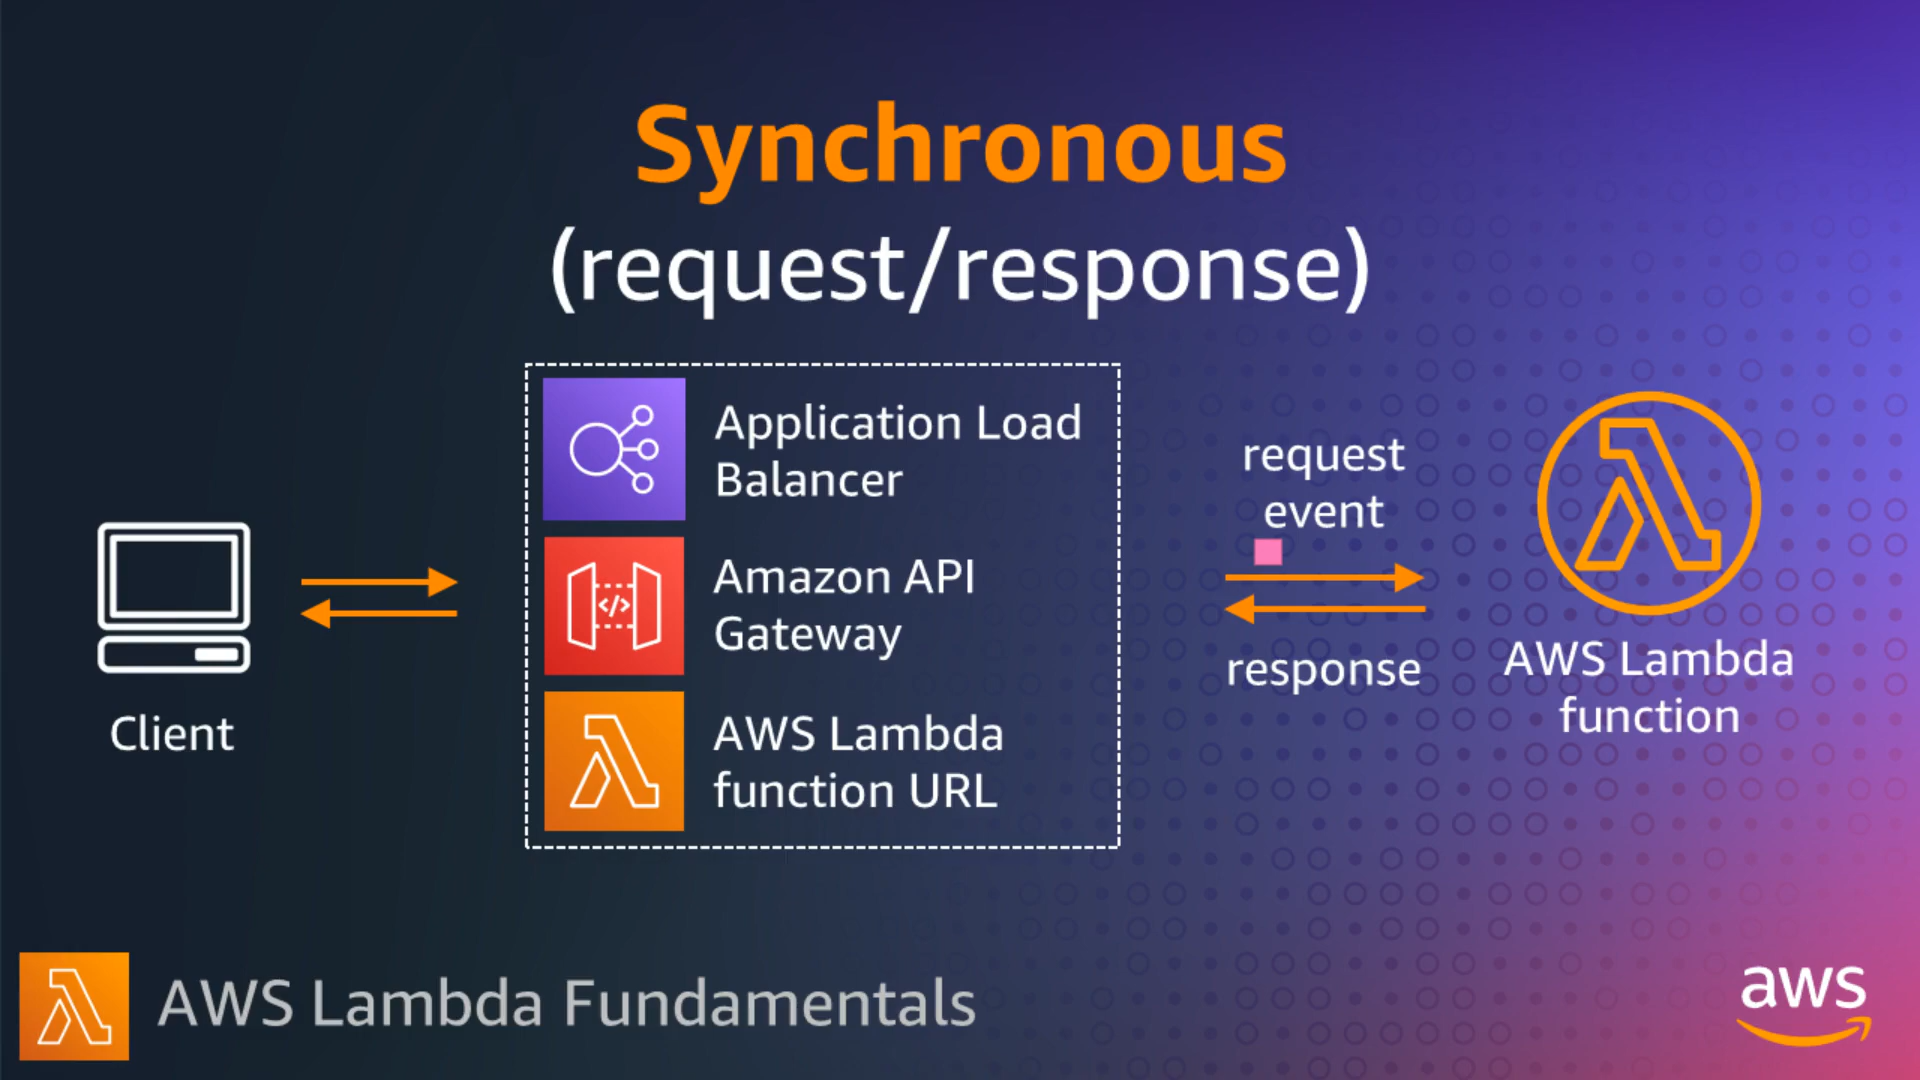 Synchronous
(request/response)
Application Load
Balancer
Amazon API
Gateway
</>
AWS Lambda
function URL
Client
request
event
response
AWS Lambda
function
AWS Lambda Fundamentals
aws